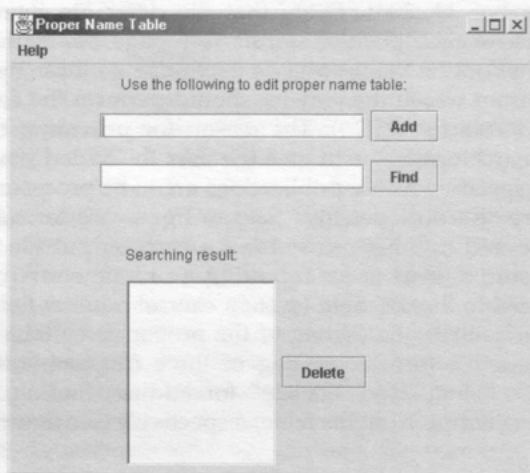 Proper Name Table
Help
Use the following to edit proper name table:
Add
Find
Searching result:
Delete